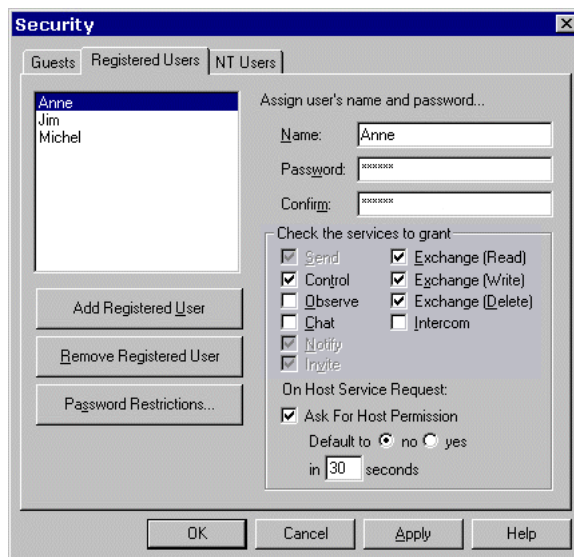 Security
Guests Registered Users NT Users
Anne
Jim
Michel
Add Registered User
Remove Registered User
Password Restrictions...
Assign user's name and password...
Name: Anne
Password: ******
Confirm: ******
Check the services to grant
Send Exchange (Read)
Control Exchange (Write)
Observe Exchange (Delete)
Chat Intercom
Notify
Invite
On Host Service Request:
Ask For Host Permission
Default to no yes
in 30 seconds
OK Cancel Apply Help